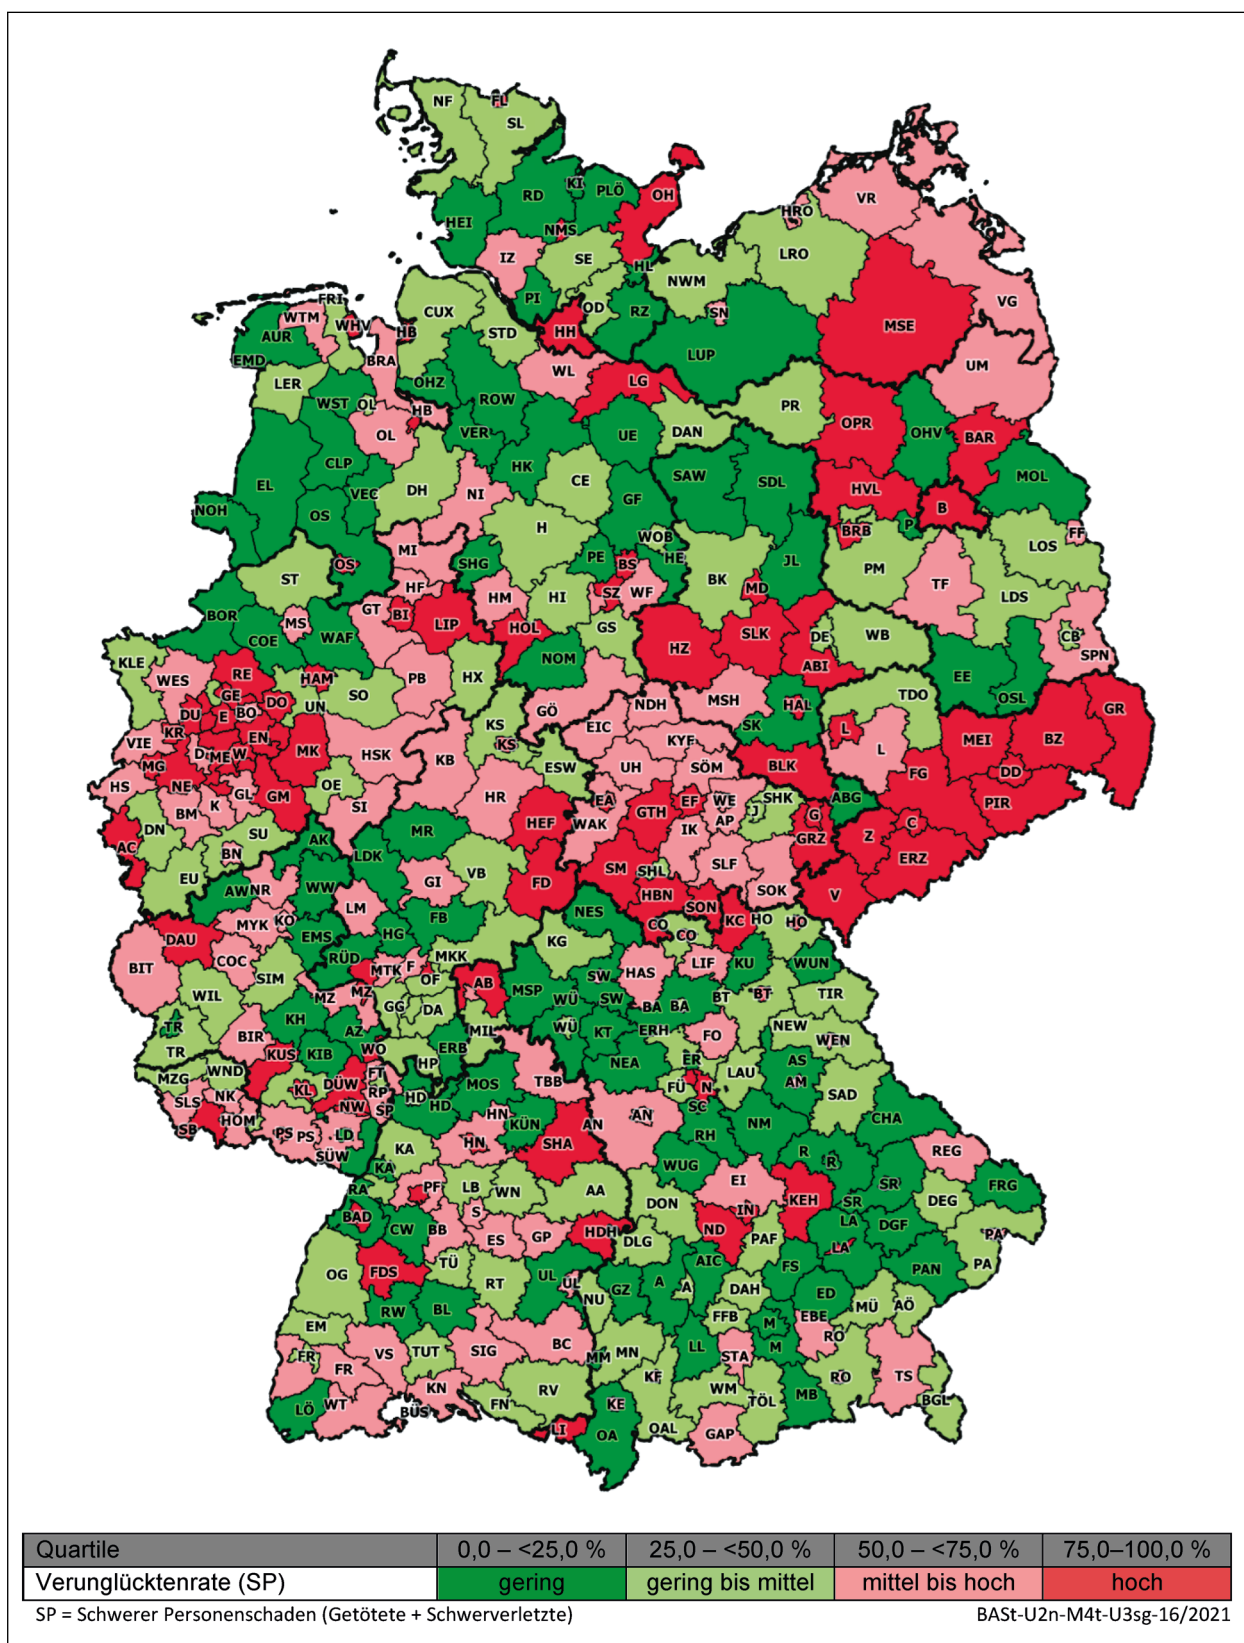 NF FL
SL
KI PLÖ OH
RD
HEI NMS
VR
HRO
IZ SE LRO
HL NWM
FRI PI OD RZ SN VG
CUX
WTM WHV HB STD HH MSE
AUR
EMD BRA LUP UM
LER OHZ WL LG
WST OL ROW PR
HB
OL VER UE DAN OPR OHV BAR
CLP HK SAW
EL VEC DH NI CE SDL HVL MOL
GF
NOH OS B
H WOB BRB P FF
MI PE HE LOS
ST OS SHG BS BK JL PM TF
HF HM HI SZ WF MD LDS
BOR MS GT BI LIP HOL GS SLK DE WB CB
COE WAF HZ ABI SPN
KLE NOM
WES RE HAM PB HX EE
GE DO UN SO MSH HAL TDO OSL GR
DU E BO KS GÖ NDH
KR EN EIC SK L MEI BZ
VIE D ME W MK HSK KS KYF L
MG KB ESW UH SÖM BLK FG DD
HS NE GL GM OE HR EA GTH EF WE SHK ABG PIR
BM K SI J G
DN SU HEF WAK IK AP GRZ Z C
AC BN AK MR SLF ERZ
EU LDK VB SM SHL
AW NR WW GI FD HBN SOK V
LM NES SON
MYK KO FB CO KC HO HO
DAU EMS HG KG CO
BIT COC RÜD MKK HAS LIF KU WUN
SIM MTK F OF AB MSP SW
WIL MZ MZ GG DA WÜ SW BA BA BT BT TIR
TR KH AZ MIL WÜ KT ERH NEW
BIR WO ERB FO WEN
TR KUS KIB HP NEA ER AS
MZG WND DÜW FT MOS TBB FÜ N LAU AM
SLS NK KL RP HD SAD
SB HOM NW SP HD HN KÜN AN AN SC CHA
PS PS LD HN SHA RH NM
SÜW KA R R REG
KA WUG
RA PF LB WN AA EI KEH SR FRG
S DON DEG
BAD CW BB ES GP HDH ND IN SR
DLG PAF LA DGF PA
OG FDS TÜ LA
RT UL UL AIC FS PAN PA
NU GZ A A DAH ED
RW BL FFB EBE MÜ AÖ
EM M RO
FR VS TUT SIG BC MM MN LL STA M
FR KF RO TS
LÖ WT KN RV KE WM TÖL MB BGL
BÜS FN
LI OA OAL GAP
Quartile 0,0 – <25,0 % 25,0 – <50,0 % 50,0 – <75,0 % 75,0–100,0 %
Verunglücktenrate (SP) gering gering bis mittel mittel bis hoch hoch
SP = Schwerer Personenschaden (Getötete + Schwerverletzte) BASt-U2n-M4t-U3sg-16/2021